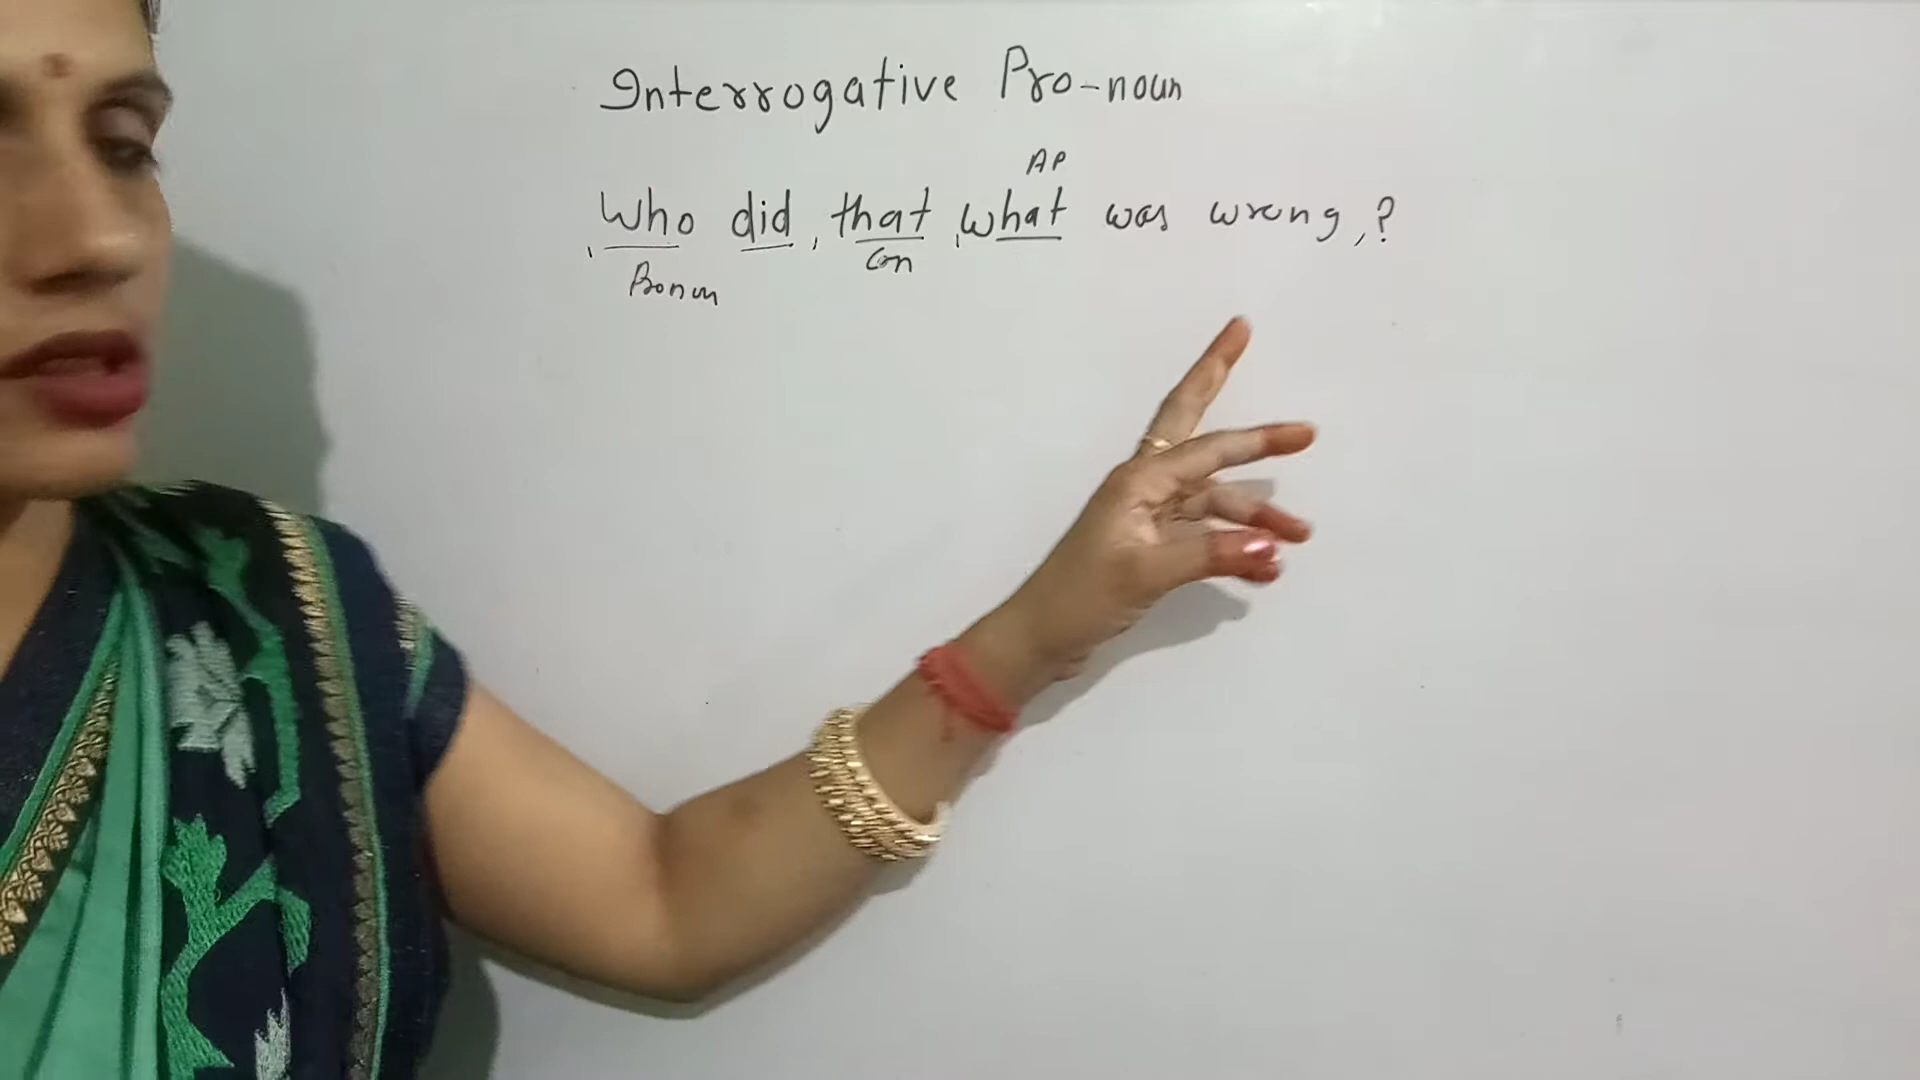 Interrogative Pro-noun
AP
, Who did, that, what was wrong,?
con
Pronoun